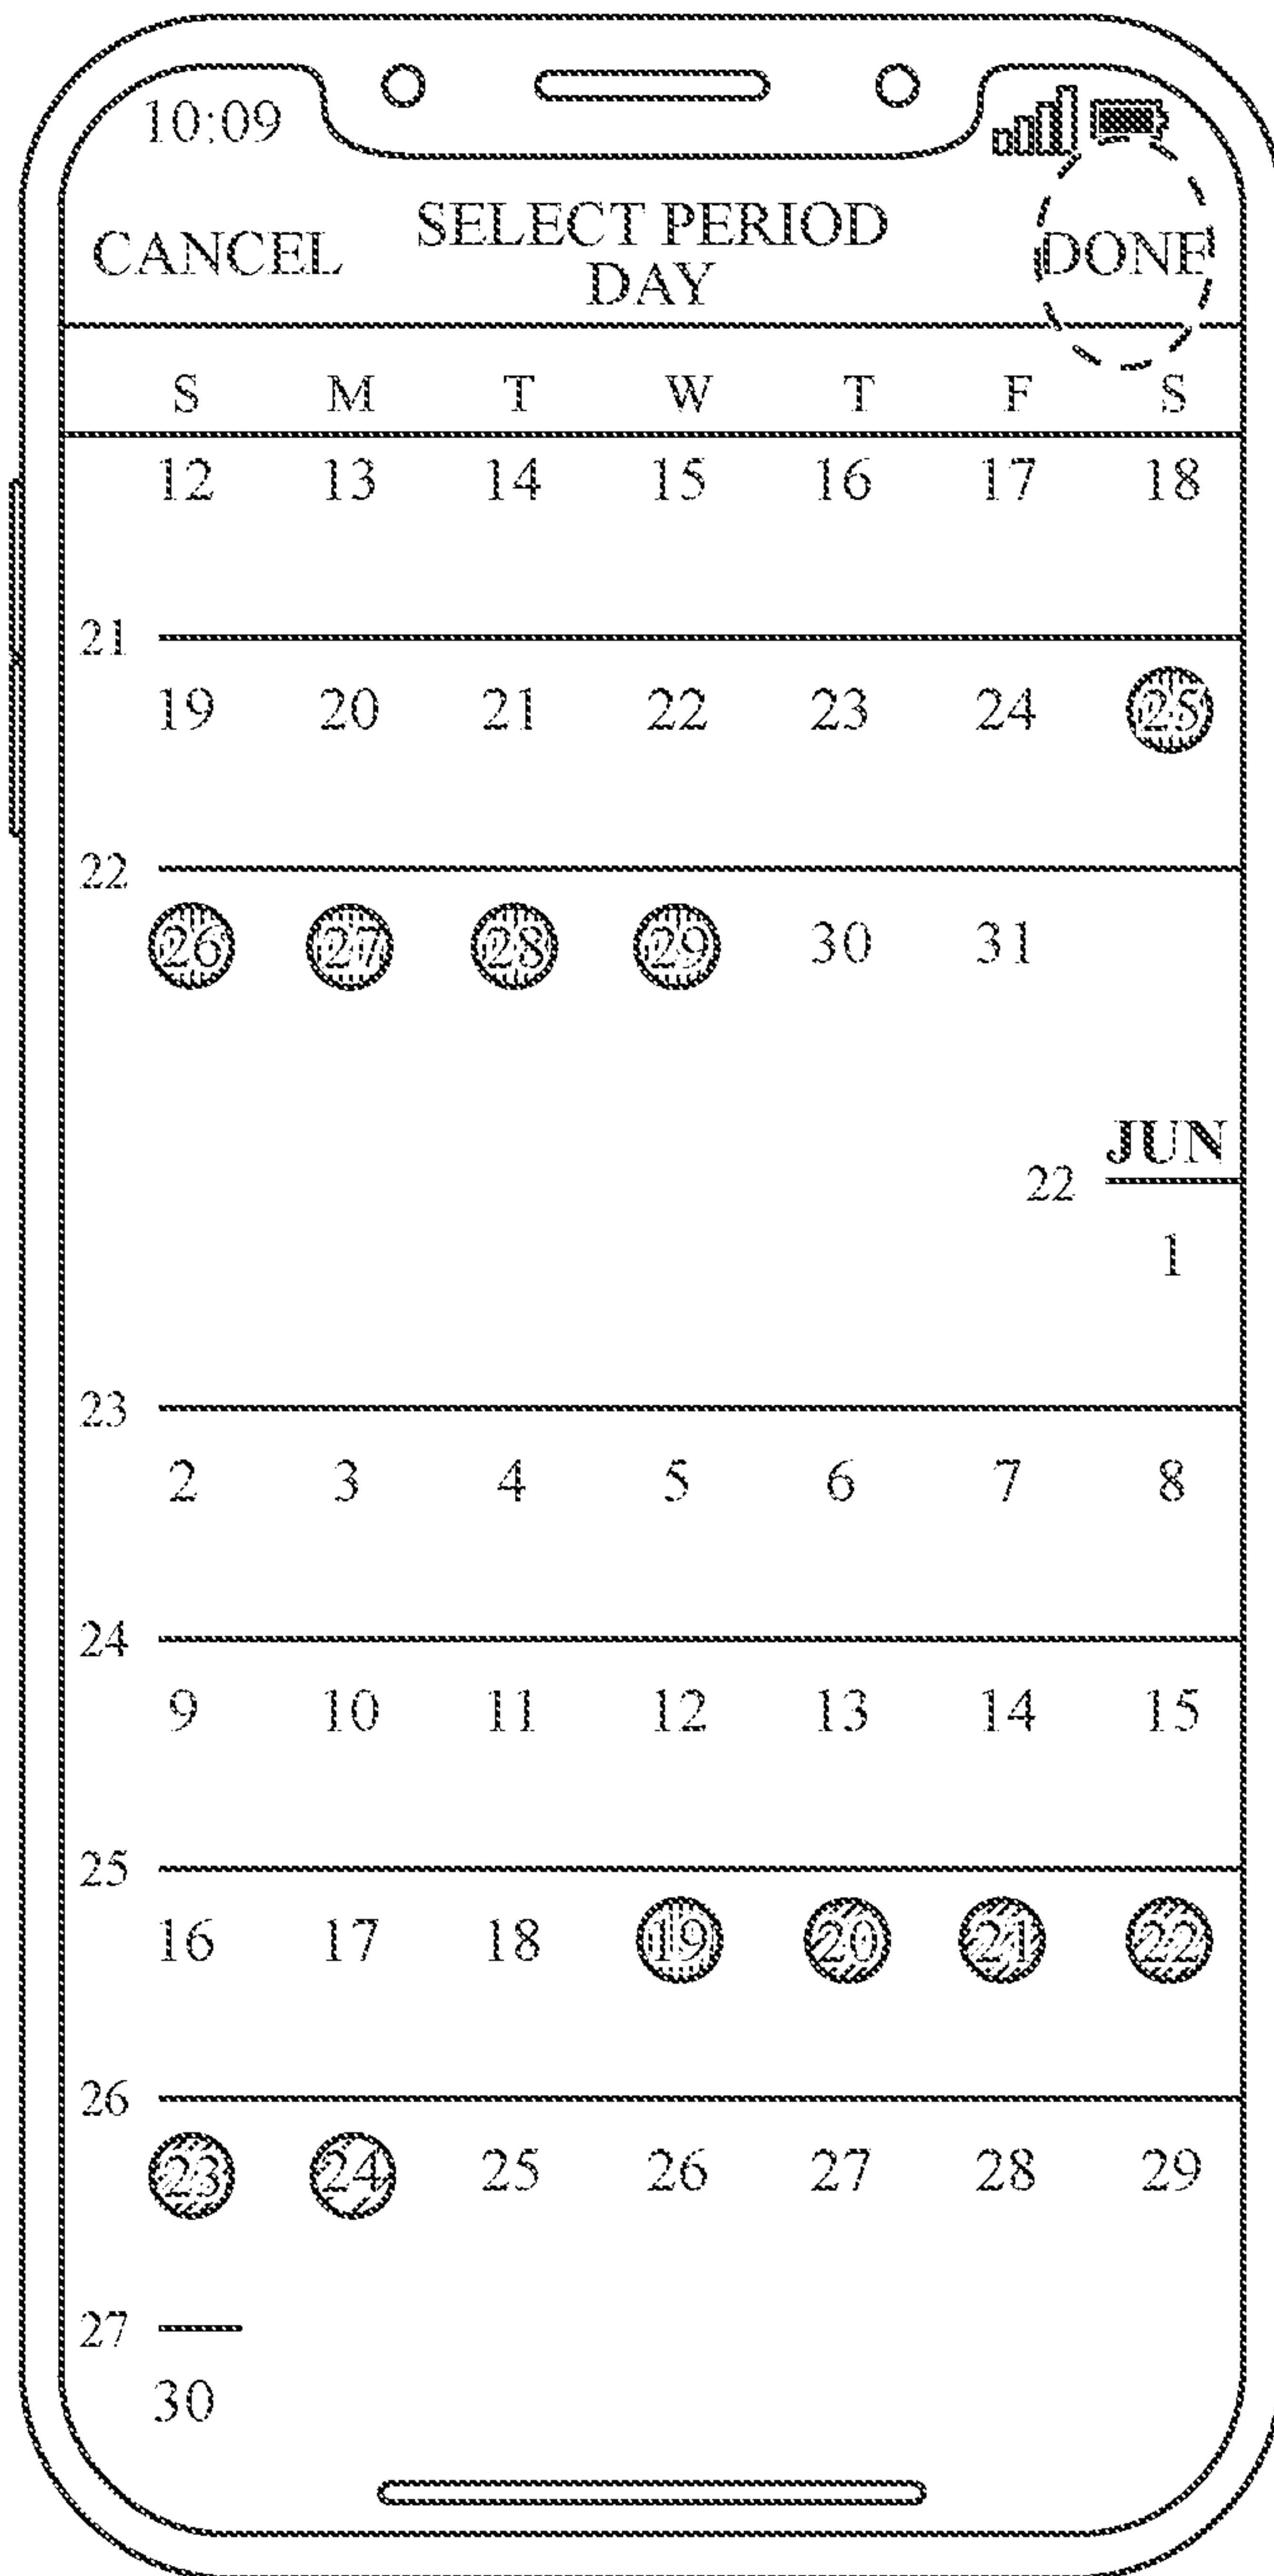 10:09
CANCEL SELECT PERIOD DAY DONE
S M T W T F S
12 13 14 15 16 17 18
21
19 20 21 22 23 24 25
22
26 27 28 29 30 31
JUN
22
1
23
2 3 4 5 6 7 8
24
9 10 11 12 13 14 15
25
16 17 18 19 20 21 22
26
23 24 25 26 27 28 29
27
30